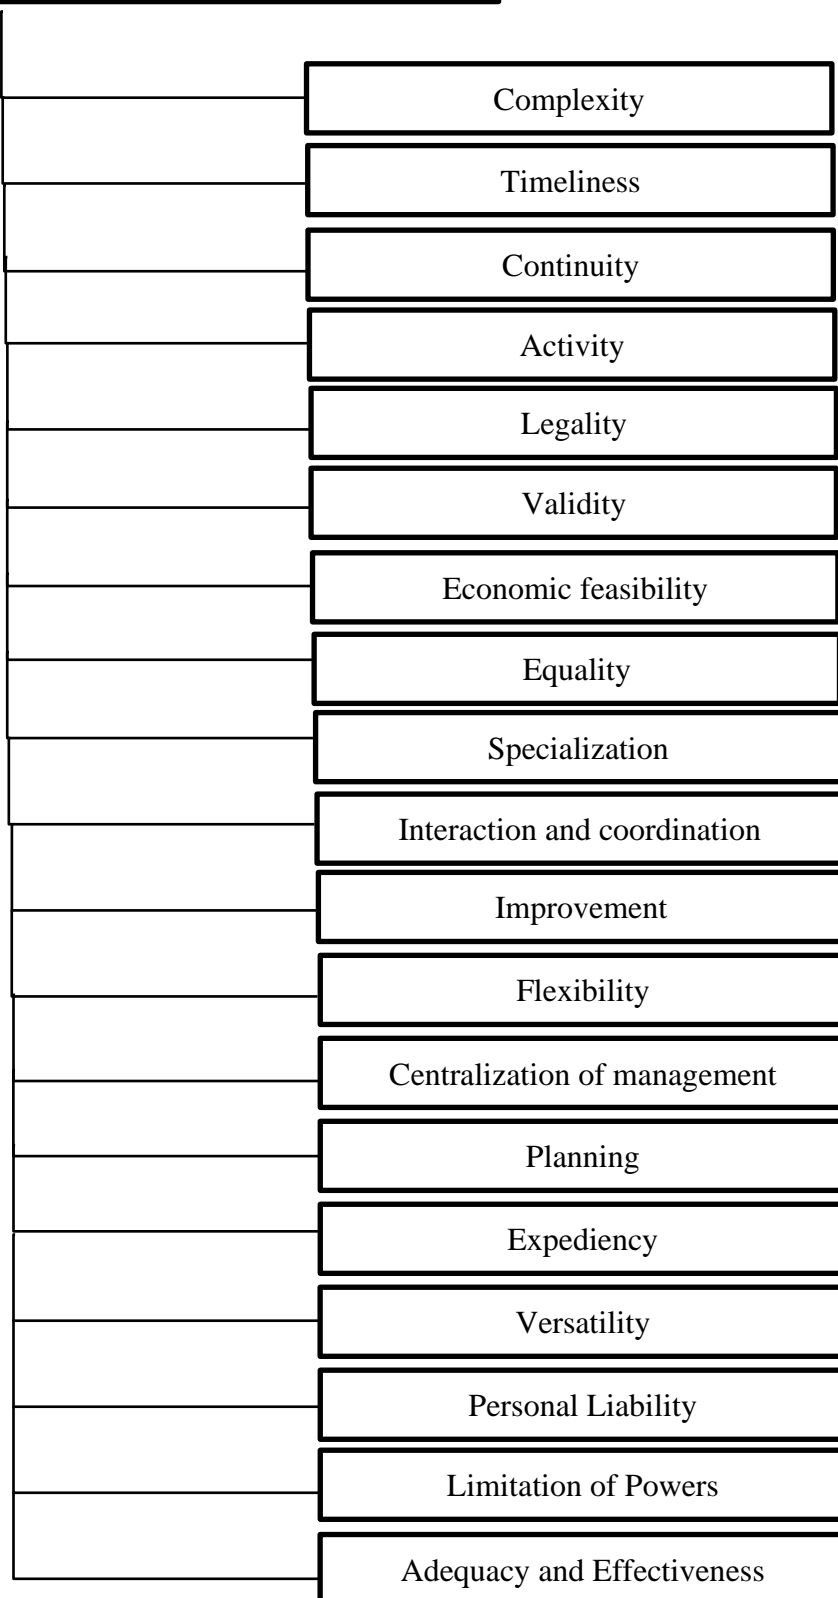 Complexity
Timeliness
Continuity
Activity
Legality
Validity
Economic feasibility
Equality
Specialization
Interaction and coordination
Improvement
Flexibility
Centralization of management
Planning
Expediency
Versatility
Personal Liability
Limitation of Powers
Adequacy and Effectiveness